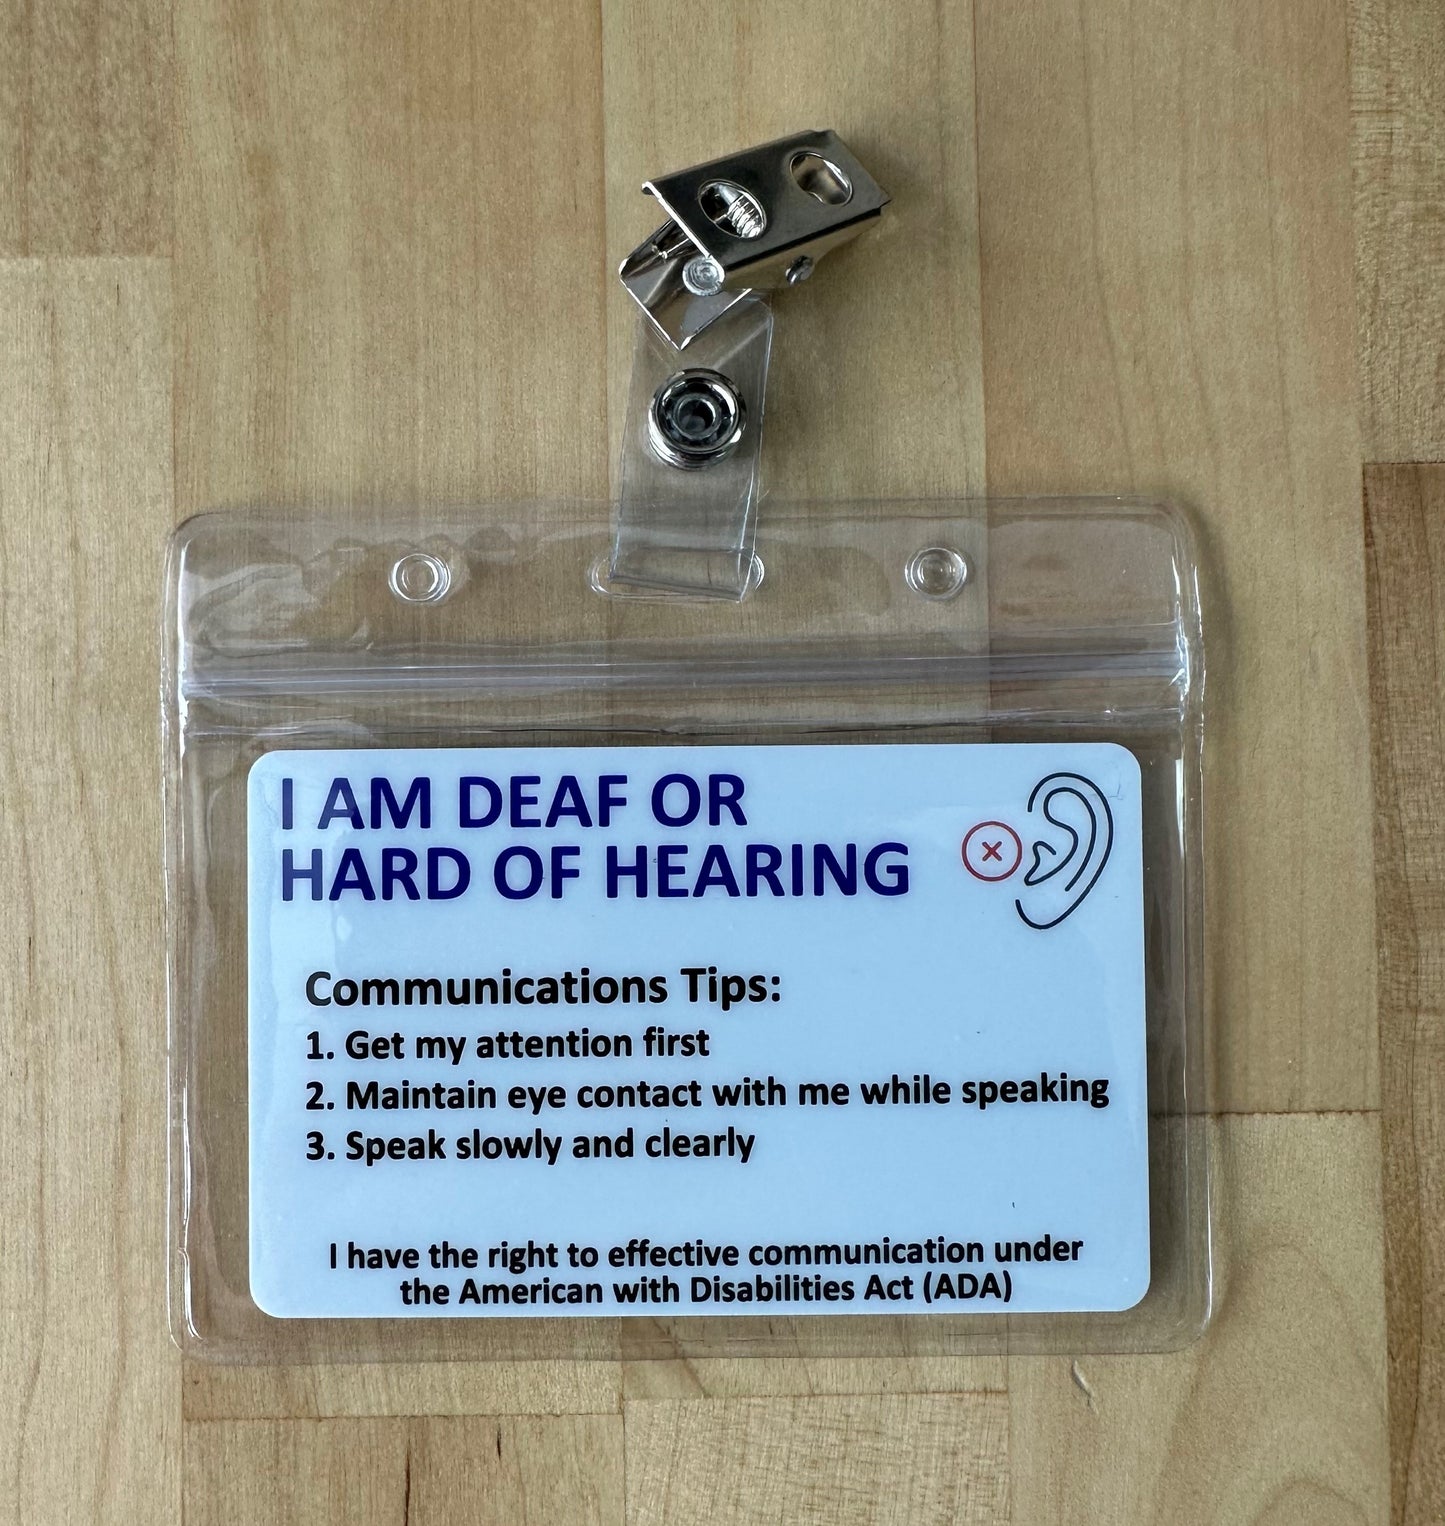 I AM DEAF OR
HARD OF HEARING
Communications Tips:
1. Get my attention first
2. Maintain eye contact with me while speaking
3. Speak slowly and clearly
I have the right to effective communication under
the American with Disabilities Act (ADA)